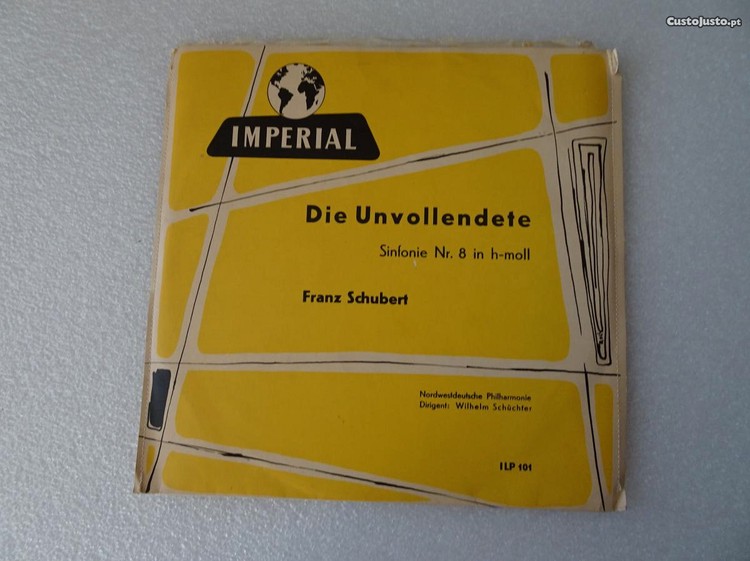 CustoJusto.pt
IMPERIAL
Die Unvollendete
Sinfonie Nr. 8 in h-moll
Franz Schubert
Nordwestdeutsche Philharmonie
Dirigent: Wilhelm Schüchter
ILP 101